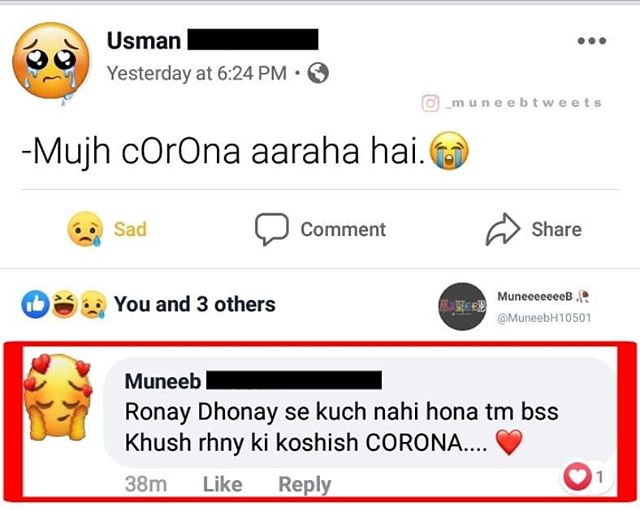 Usman
Yesterday at 6:24 PM
_muneebtweets
-Mujh cOrOna aaraha hai.😭
Sad
Comment
Share
You and 3 others
MuneeeeeeeB🥀
@MuneebH10501
Muneeb
Ronay Dhonay se kuch nahi hona tm bss
Khush rhny ki koshish CORONA.... ❤️
38m Like Reply
1